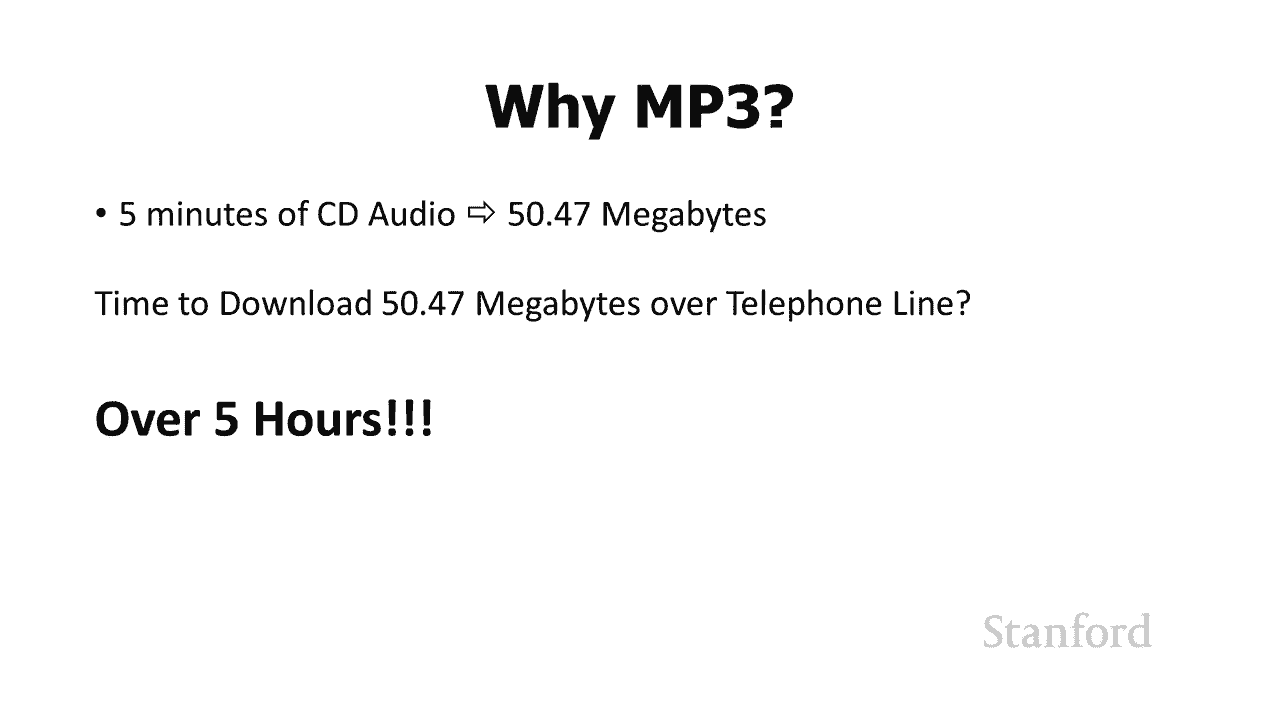 Why MP3?
• 5 minutes of CD Audio ⇨ 50.47 Megabytes
Time to Download 50.47 Megabytes over Telephone Line?
Over 5 Hours!!!
Stanford